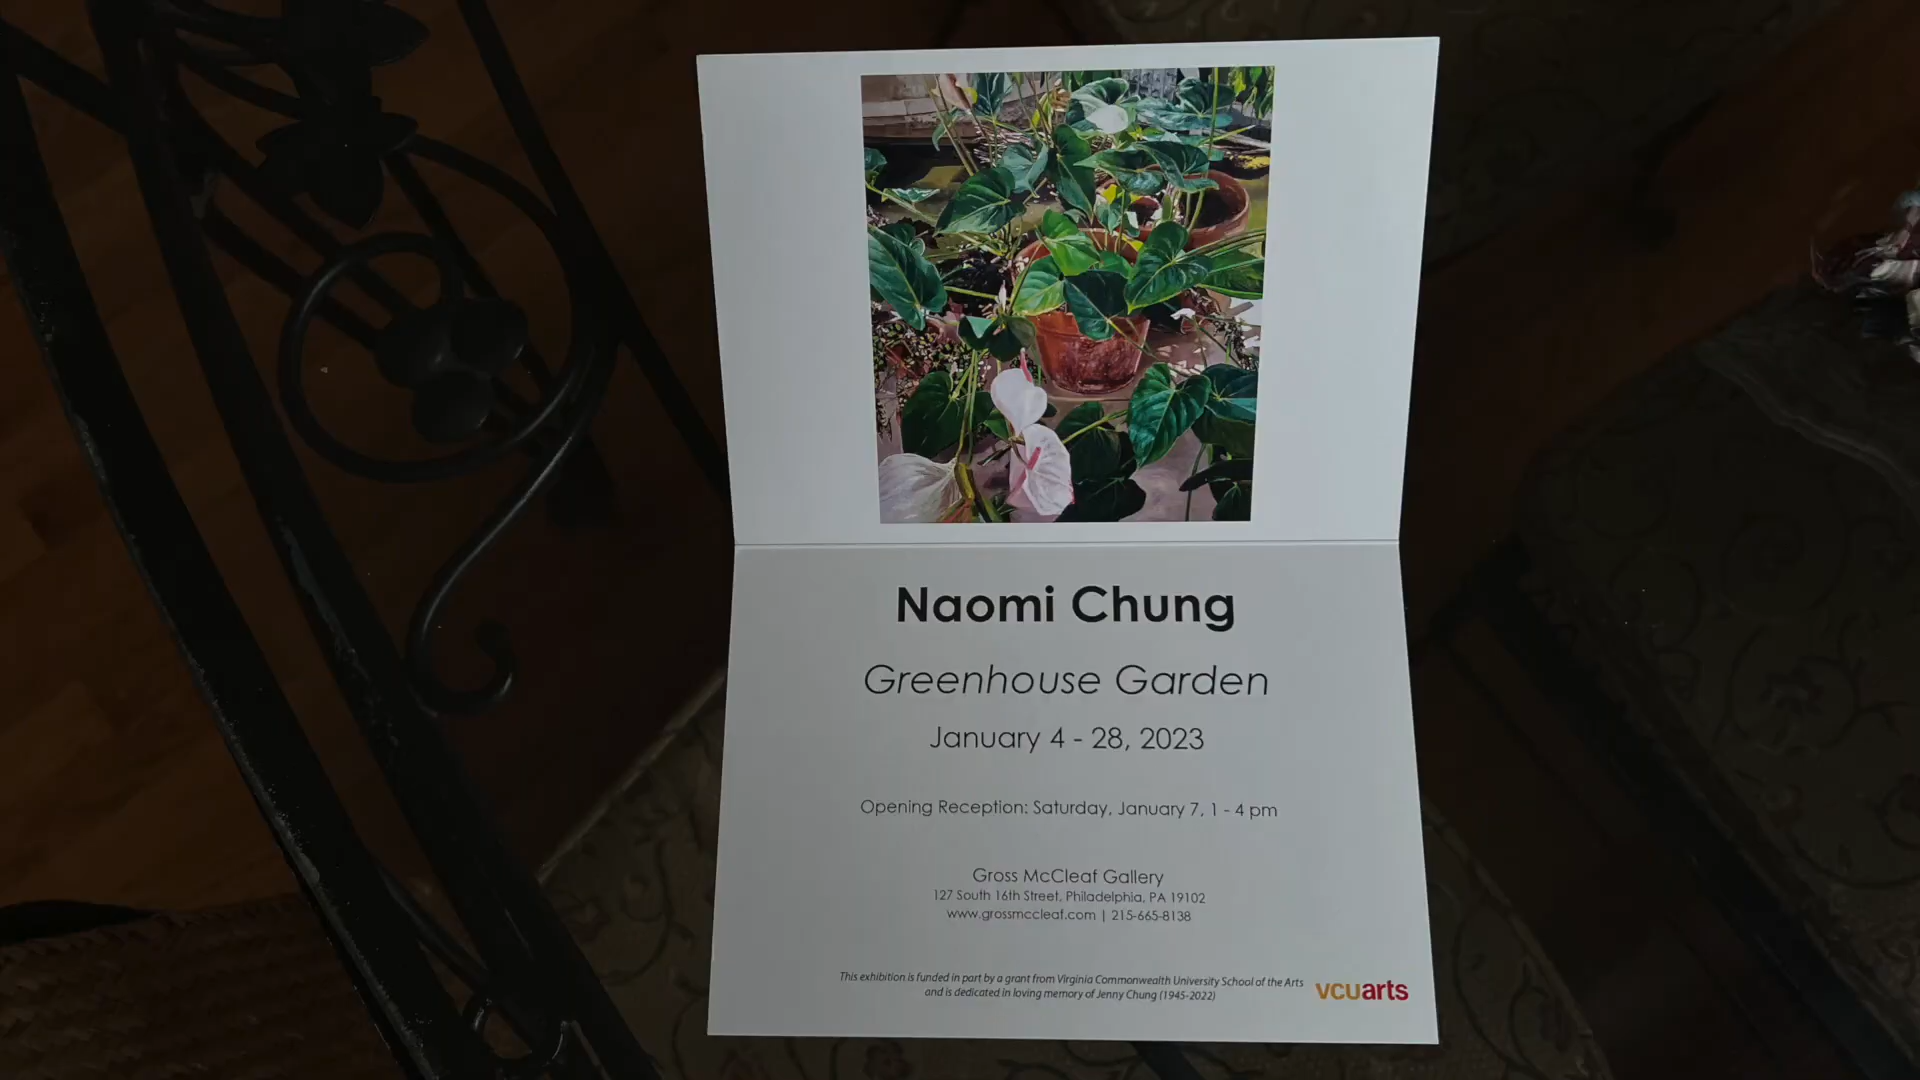 Naomi Chung
Greenhouse Garden
January 4 - 28, 2023
Opening Reception: Saturday, January 7, 1 - 4 pm
Gross McCleaf Gallery
127 South 16th Street, Philadelphia, PA 19102
www.grossmccleaf.com | 215-665-8138
This exhibition is funded in part by a grant from Virginia Commonwealth University School of the Arts
and is dedicated in loving memory of Jenny Chung (1945-2022)
vcuarts